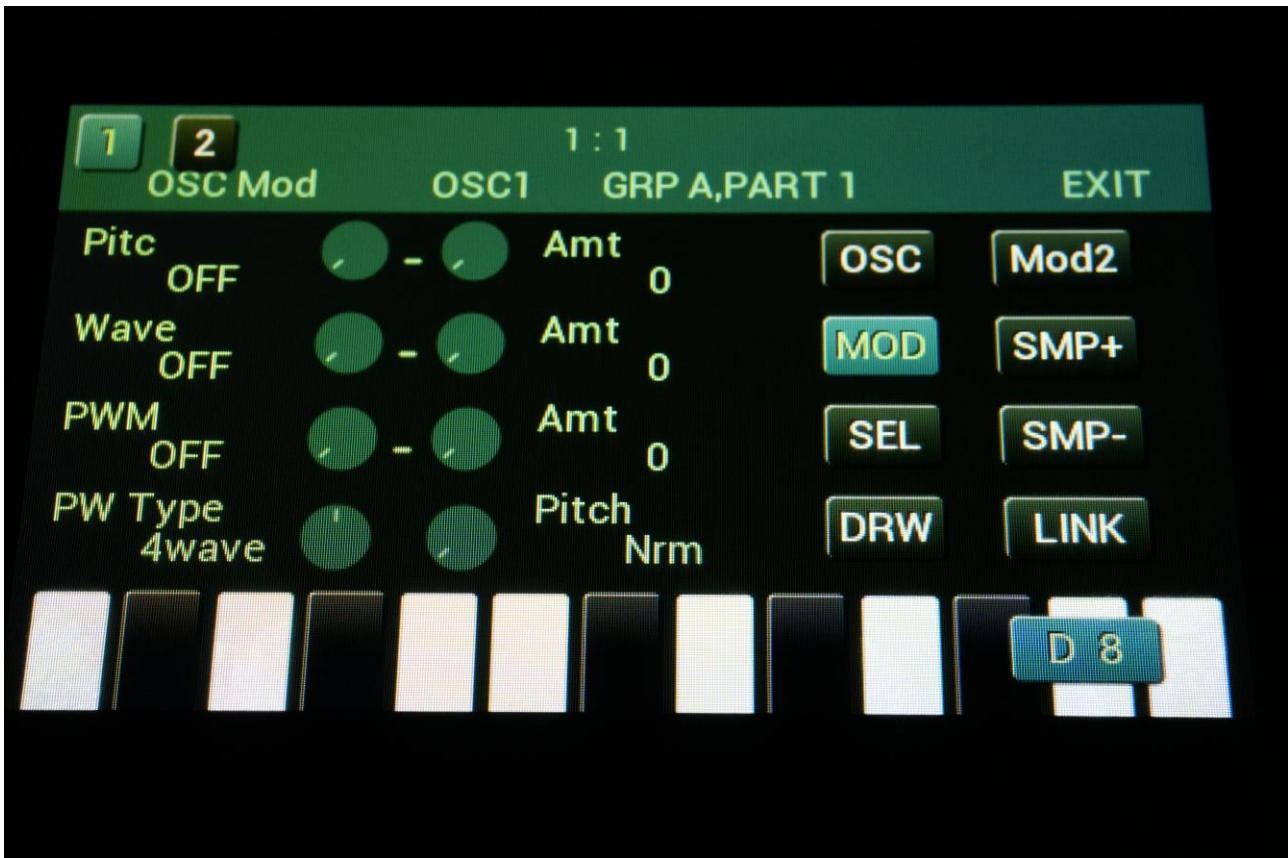 1 2 1 : 1
OSC Mod OSC1 GRP A,PART 1 EXIT
Pitc Amt OSC Mod2
OFF - 0
Wave Amt MOD SMP+
OFF - 0
PWM Amt SEL SMP-
OFF - 0
PW Type Pitch DRW LINK
4wave Nrm
D 8